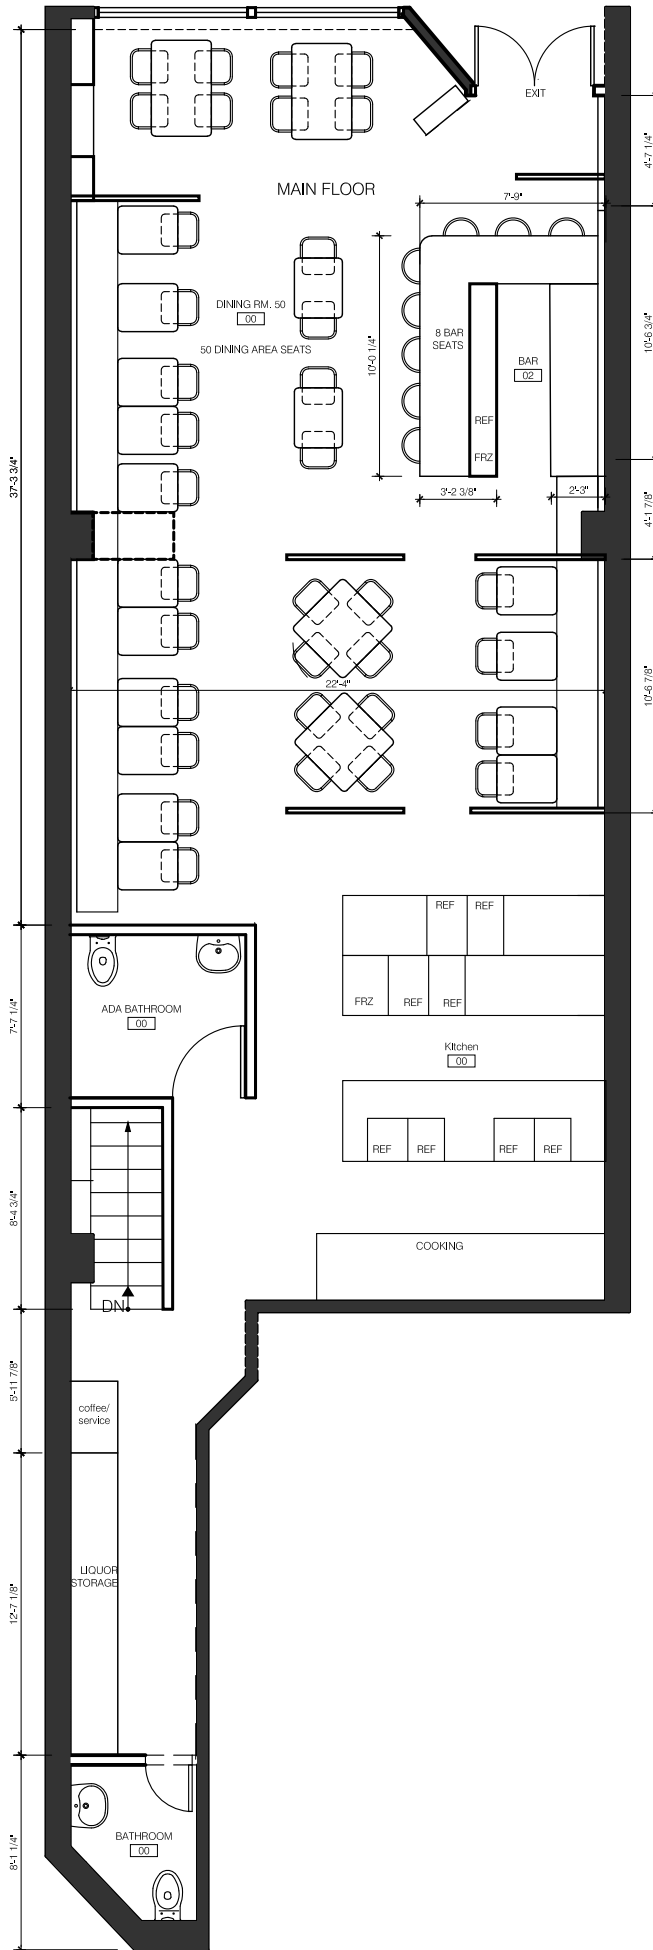 EXIT
4'-7 1/4"
MAIN FLOOR
7'-9"
DINING RM. 50
00
50 DINING AREA SEATS
10'-0 1/4"
8 BAR
SEATS
BAR
02
10'-6 3/4"
REF
FRZ
37'-3 3/4"
3'-2 3/8"
2'-3"
4'-1 7/8"
22'-4"
10'-6 7/8"
REF
REF
FRZ
REF
REF
ADA BATHROOM
00
7'-7 1/4"
Kitchen
00
REF
REF
REF
REF
8'-4 3/4"
COOKING
DN.
5'-11 7/8"
coffee/
service
LIQUOR
STORAGE
12'-7 1/8"
BATHROOM
00
8'-1 1/4"